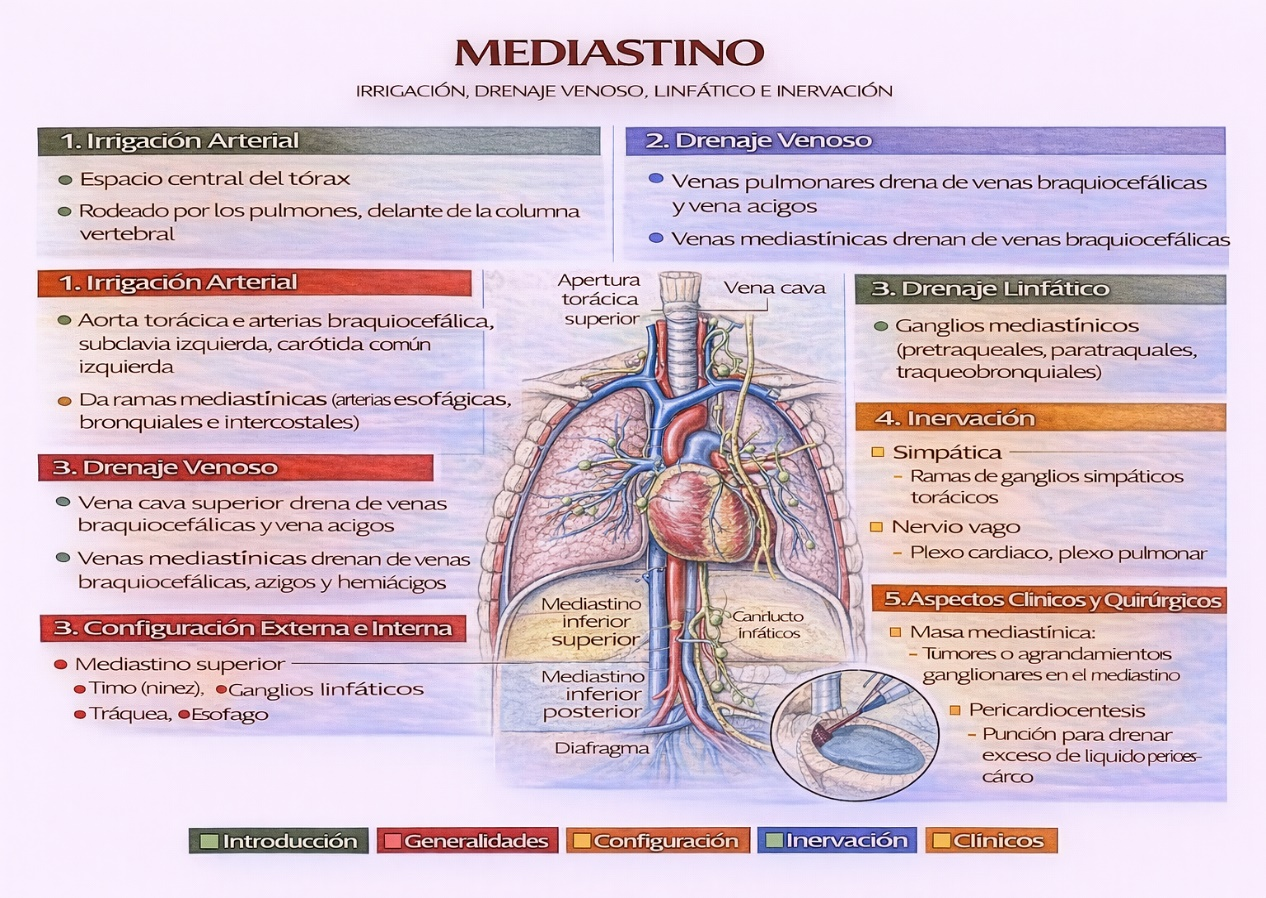 MEDIASTINO
IRRIGACIÓN, DRENAJE VENOSO, LINFÁTICO E INERVACIÓN
1. Irrigación Arterial
Espacio central del tórax
Rodeado por los pulmones, delante de la columna
vertebral
2. Drenaje Venoso
Venas pulmonares drena de venas braquiocefálicas
y vena acigos
Venas mediastínicas drenan de venas braquiocefálicas
1. Irrigación Arterial
Aorta torácica e arterias braquiocefálica,
subclavia izquierda, carótida común
izquierda
Da ramas mediastínicas (arterias esofágicas,
bronquiales e intercostales)
3. Drenaje Venoso
Vena cava superior drena de venas
braquiocefálicas y vena acigos
Venas mediastínicas drenan de venas
braquiocefálicas, azigos y hemiácigos
3. Configuración Externa e Interna
Mediastino superior
Timo (ninez), Ganglios linfáticos
Tráquea, Esofago
Apertura
torácica
superior
Vena cava
Mediastino
inferior
superior
Canducto
infáticos
Mediastino
inferior
posterior
Diafragma
3. Drenaje Linfático
Ganglios mediastínicos
(pretraqueales, paratraquales,
traqueobronquiales)
4. Inervación
Simpática
- Ramas de ganglios simpáticos
torácicos
Nervio vago
- Plexo cardiaco, plexo pulmonar
5.Aspectos Clínicos y Quirúrgicos
Masa mediastínica:
- Tumores o agrandamientos
ganglionares en el mediastino
Pericardiocentesis
- Punción para drenar
exceso de liquido perioes-
cárco
Introducción
Generalidades
Configuración
Inervación
Clínicos